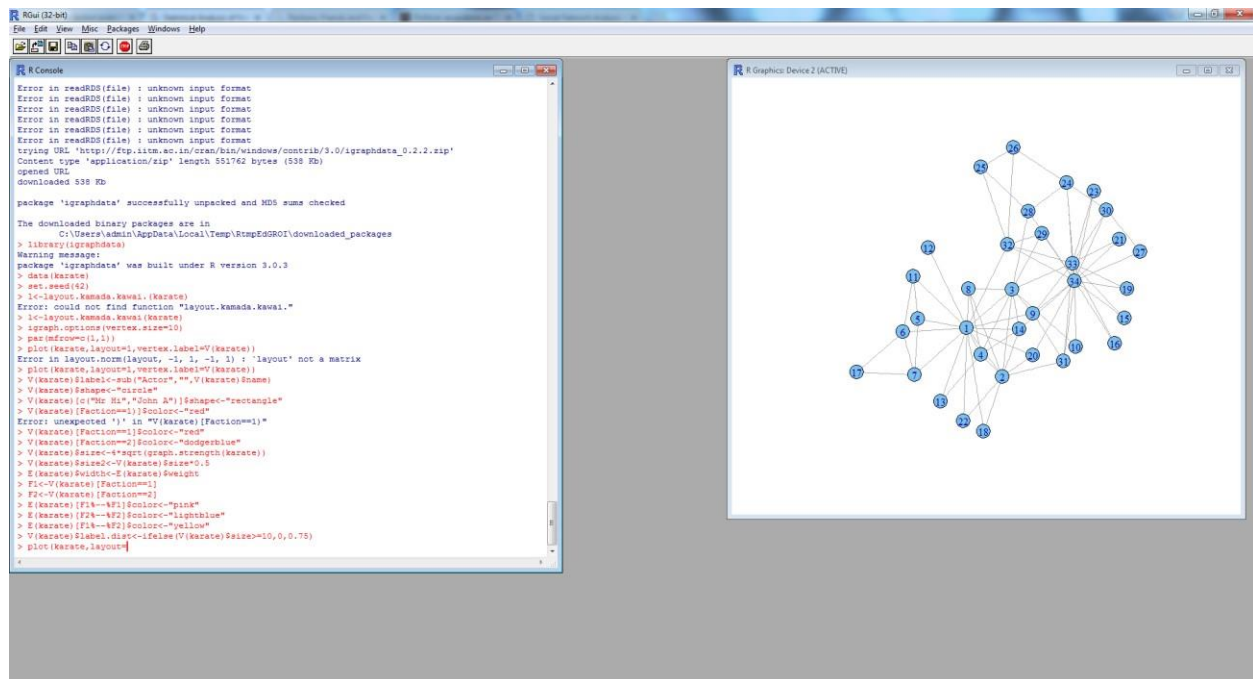 RGui (32-bit)
File Edit View Misc Packages Windows Help
R Console
Error in readRDS(file) : unknown input format
Error in readRDS(file) : unknown input format
Error in readRDS(file) : unknown input format
Error in readRDS(file) : unknown input format
Error in readRDS(file) : unknown input format
Error in readRDS(file) : unknown input format
trying URL 'http://ftp.iitm.ac.in/cran/bin/windows/contrib/3.0/igraphdata_0.2.2.zip'
Content type 'application/zip' length 551762 bytes (538 Kb)
opened URL
downloaded 538 Kb
package 'igraphdata' successfully unpacked and MD5 sums checked
The downloaded binary packages are in
C:\Users\admin\AppData\Local\Temp\RtmpEdGROI\downloaded_packages
> library(igraphdata)
Warning message:
package 'igraphdata' was built under R version 3.0.3
> data(karate)
> set.seed(42)
> l<-layout.kamada.kawai.(karate)
Error: could not find function "layout.kamada.kawai."
> l<-layout.kamada.kawai(karate)
> igraph.options(vertex.size=10)
> par(mfrow=c(1,1))
> plot(karate,layout=1,vertex.label=V(karate))
Error in layout.norm(layout, -1, 1, -1, 1) : 'layout' not a matrix
> plot(karate,layout=l,vertex.label=V(karate))
> V(karate)$label<-sub("Actor","",V(karate)$name)
> V(karate)$shape<-"circle"
> V(karate)[c("Mr Hi","John A")]$shape<-"rectangle"
> V(karate)[Faction==1)]$color<-"red"
Error: unexpected ')' in "V(karate)[Faction==1)"
> V(karate)[Faction==1]$color<-"red"
> V(karate)[Faction==2]$color<-"dodgerblue"
> V(karate)$size<-4*sqrt(graph.strength(karate))
> V(karate)$size2<-V(karate)$size*0.5
> E(karate)$width<-E(karate)$weight
> F1<-V(karate)[Faction==1]
> F2<-V(karate)[Faction==2]
> E(karate)[F1%--%F1]$color<-"pink"
> E(karate)[F2%--%F2]$color<-"lightblue"
> E(karate)[F1%--%F2]$color<-"yellow"
> V(karate)$label.dist<-ifelse(V(karate)$size>=10,0,0.75)
> plot(karate,layout=
R Graphics: Device 2 (ACTIVE)
26
25
24
23
28
30
29
21
32
12
27
33
11
34
8
3
19
9
5
15
1
14
6
16
10
4
20
31
17
7
2
13
22
18